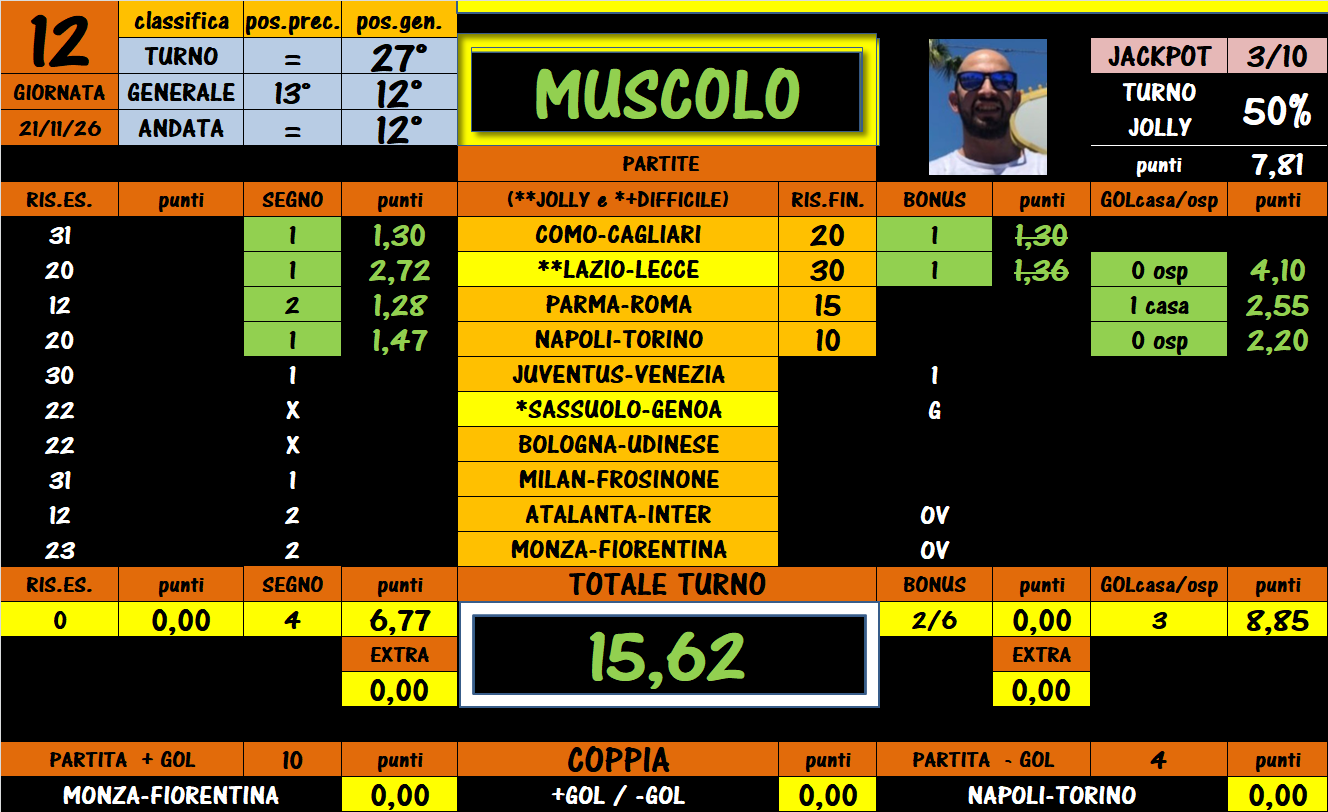 12 classifica pos.prec. pos.gen.
TURNO = 27°
GIORNATA GENERALE 13° 12°
21/11/26 ANDATA = 12°
MUSCOLO
JACKPOT 3/10
TURNO
JOLLY 50%
punti 7,81
PARTITE
RIS.ES. punti SEGNO punti (**JOLLY e *+DIFFICILE) RIS.FIN. BONUS punti GOLcasa/osp punti
31 1 1,30 COMO-CAGLIARI 20 1 1,30
20 1 2,72 **LAZIO-LECCE 30 1 1,36 0 osp 4,10
12 2 1,28 PARMA-ROMA 15 1 casa 2,55
20 1 1,47 NAPOLI-TORINO 10 0 osp 2,20
30 1 JUVENTUS-VENEZIA 1
22 X *SASSUOLO-GENOA G
22 X BOLOGNA-UDINESE
31 1 MILAN-FROSINONE
12 2 ATALANTA-INTER OV
23 2 MONZA-FIORENTINA OV
RIS.ES. punti SEGNO punti TOTALE TURNO BONUS punti GOLcasa/osp punti
0 0,00 4 6,77 15,62 2/6 0,00 3 8,85
EXTRA EXTRA
0,00 0,00
PARTITA + GOL 10 punti COPPIA punti PARTITA - GOL 4 punti
MONZA-FIORENTINA 0,00 +GOL / -GOL 0,00 NAPOLI-TORINO 0,00